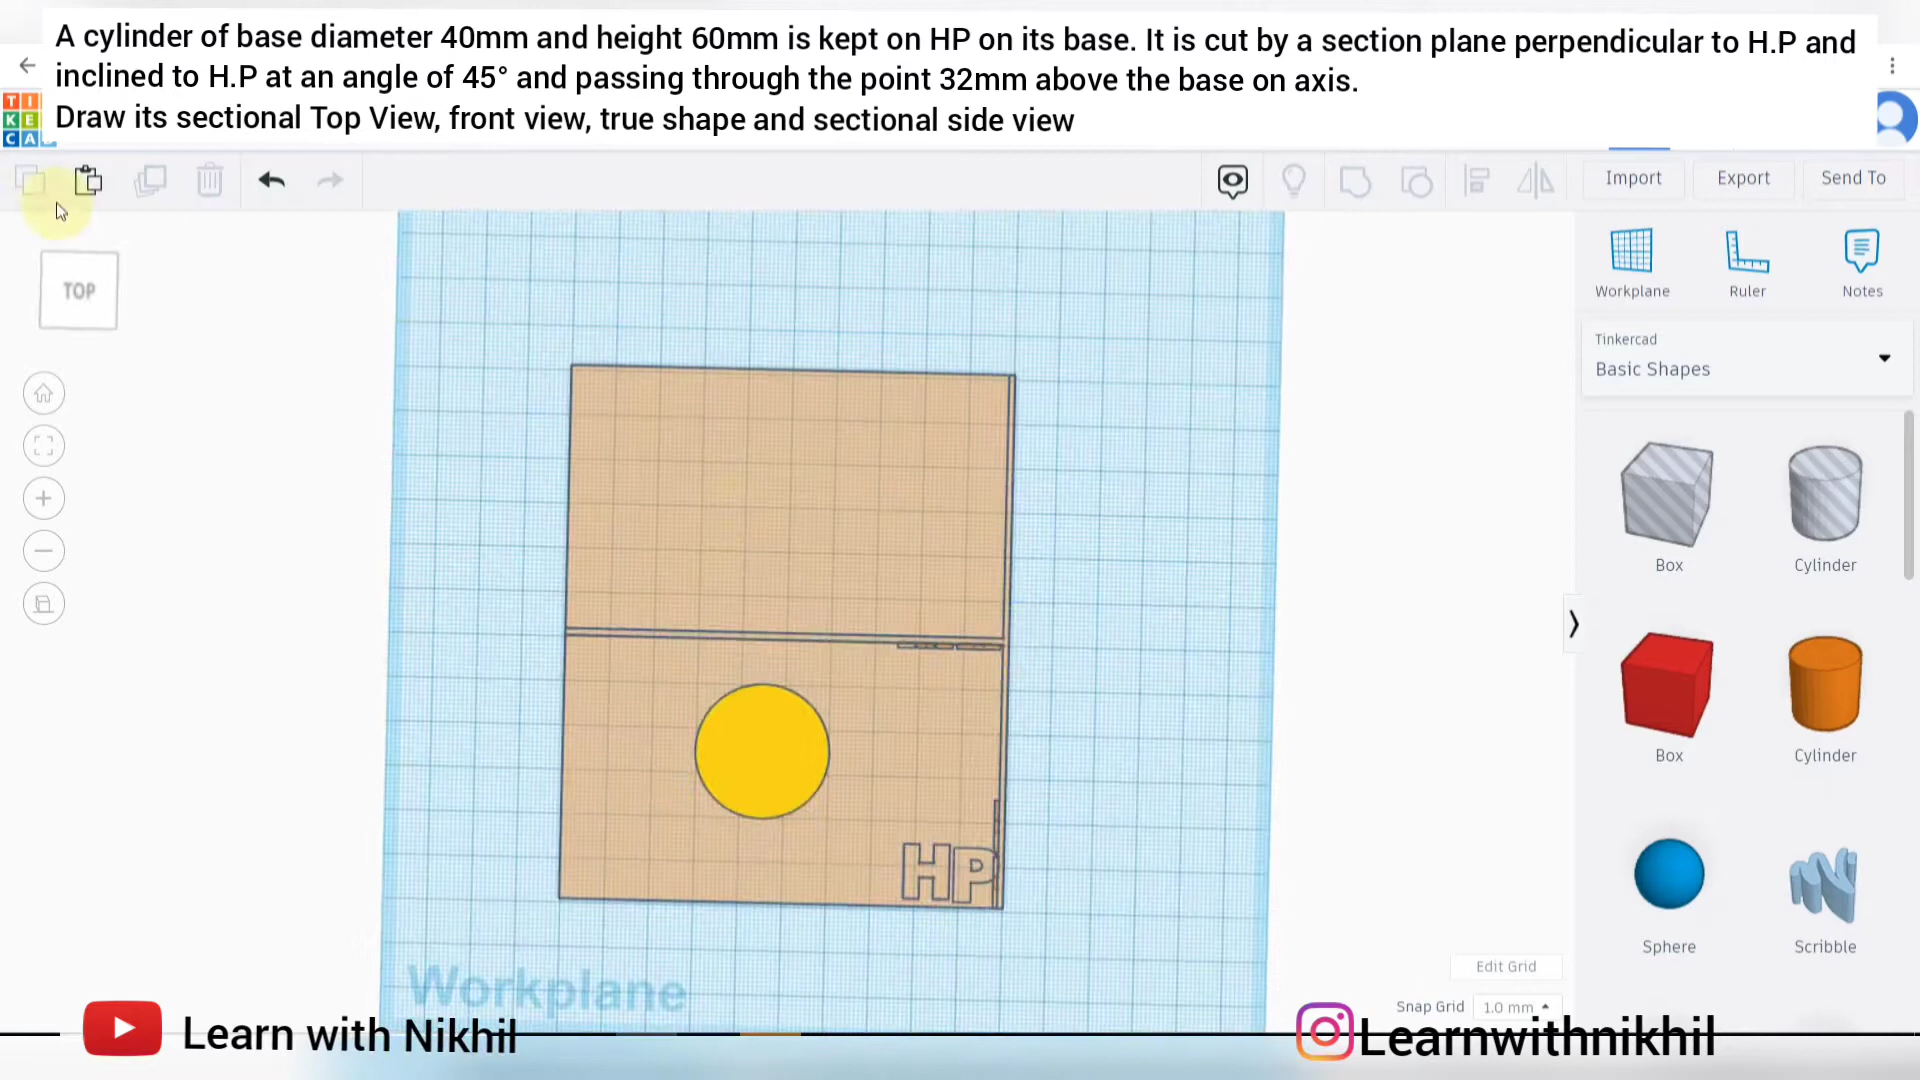 A cylinder of base diameter 40mm and height 60mm is kept on HP on its base. It is cut by a section plane perpendicular to H.P and
inclined to H.P at an angle of 45° and passing through the point 32mm above the base on axis.
Draw its sectional Top View, front view, true shape and sectional side view
TI
KE
CA
Import
Export
Send To
TOP
Workplane
Ruler
Notes
Tinkercad
Basic Shapes
Box
Cylinder
Box
Cylinder
HP
Sphere
Scribble
Workplane
Edit Grid
Snap Grid
1.0 mm
Learn with Nikhil
Learnwithnikhil